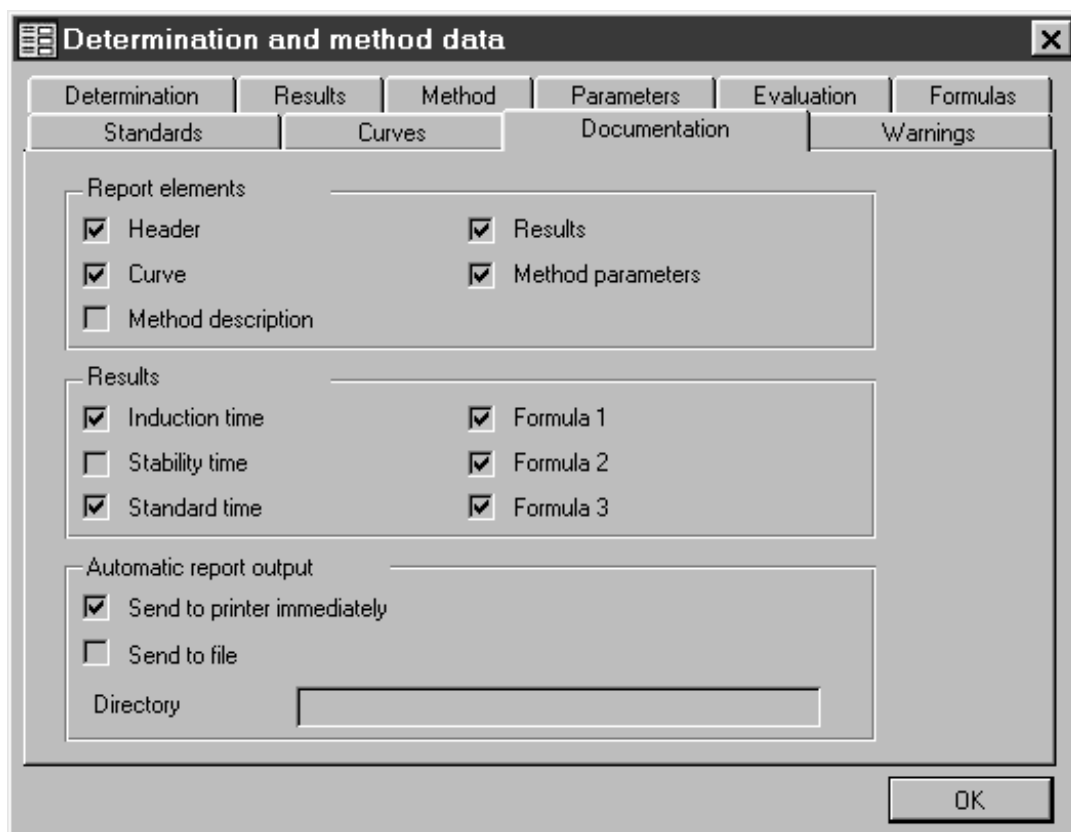 Determination and method data
Determination Results Method Parameters Evaluation Formulas
Standards Curves Documentation Warnings
Report elements
Header Results
Curve Method parameters
Method description
Results
Induction time Formula 1
Stability time Formula 2
Standard time Formula 3
Automatic report output
Send to printer immediately
Send to file
Directory
OK